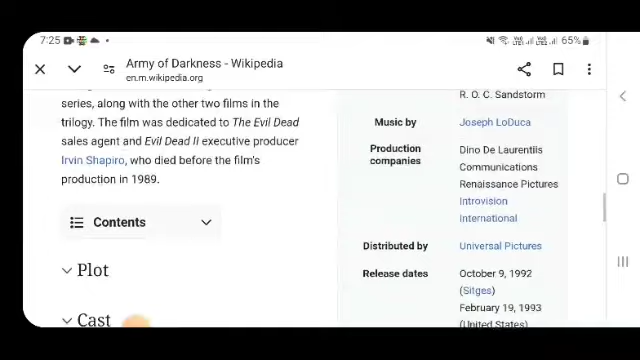 7:25
65%
Army of Darkness - Wikipedia
en.m.wikipedia.org
series, along with the other two films in the
trilogy. The film was dedicated to The Evil Dead
sales agent and Evil Dead II executive producer
Irvin Shapiro, who died before the film's
production in 1989.
Contents
Plot
Cast
R. O. C. Sandstorm
Music by Joseph LoDuca
Production Dino De Laurentiis
companies Communications
Renaissance Pictures
Introvision
International
Distributed by Universal Pictures
Release dates October 9, 1992
(Sitges)
February 19, 1993
(United States)